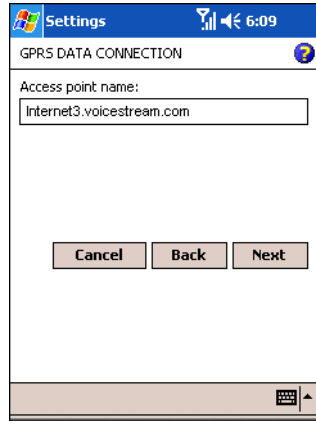 Settings 6:09
GPRS DATA CONNECTION ?
Access point name:
Internet3.voicestream.com
Cancel Back Next